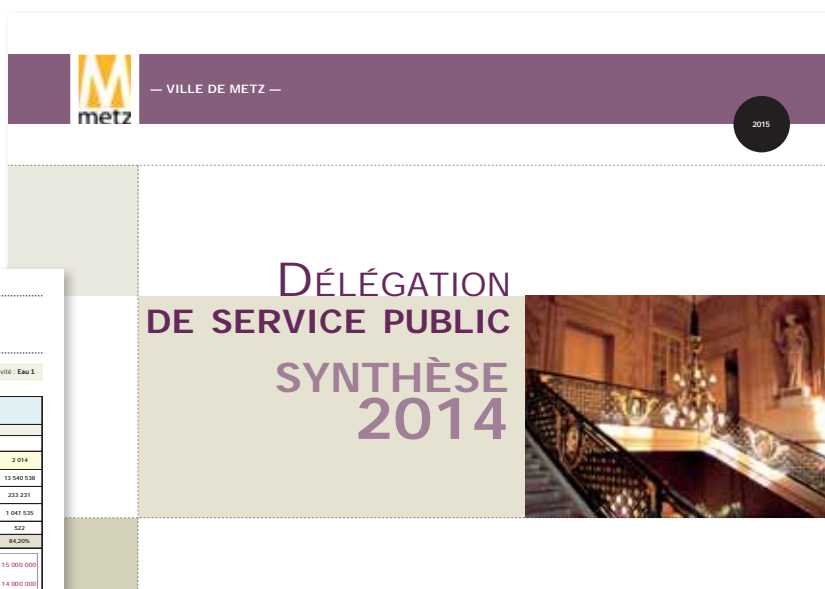 metz
— VILLE DE METZ —
2015
DÉLÉGATION
DE SERVICE PUBLIC
SYNTHÈSE
2014
vité : Eau 1
2 014
13 540 538
233 231
1 047 535
522
84,20%
15 000 000
14 000 000